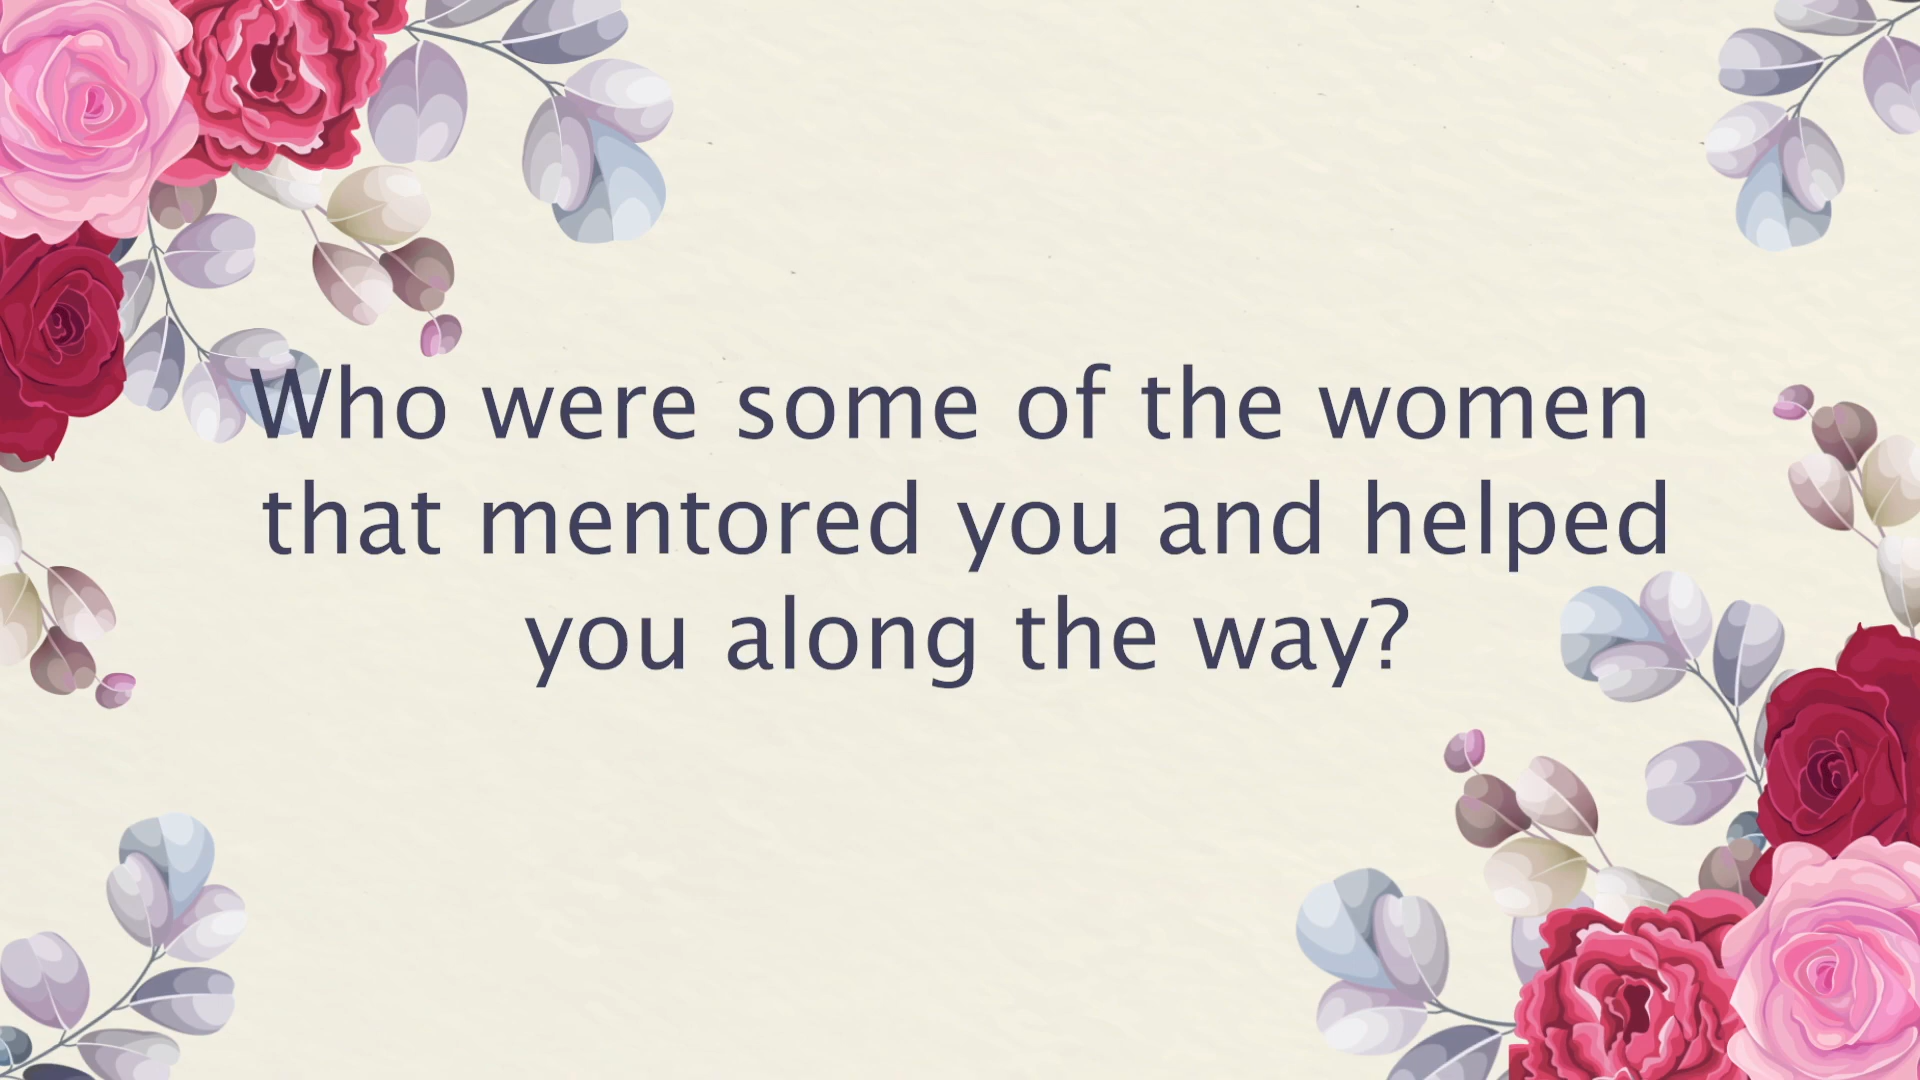 Who were some of the women
that mentored you and helped
you along the way?